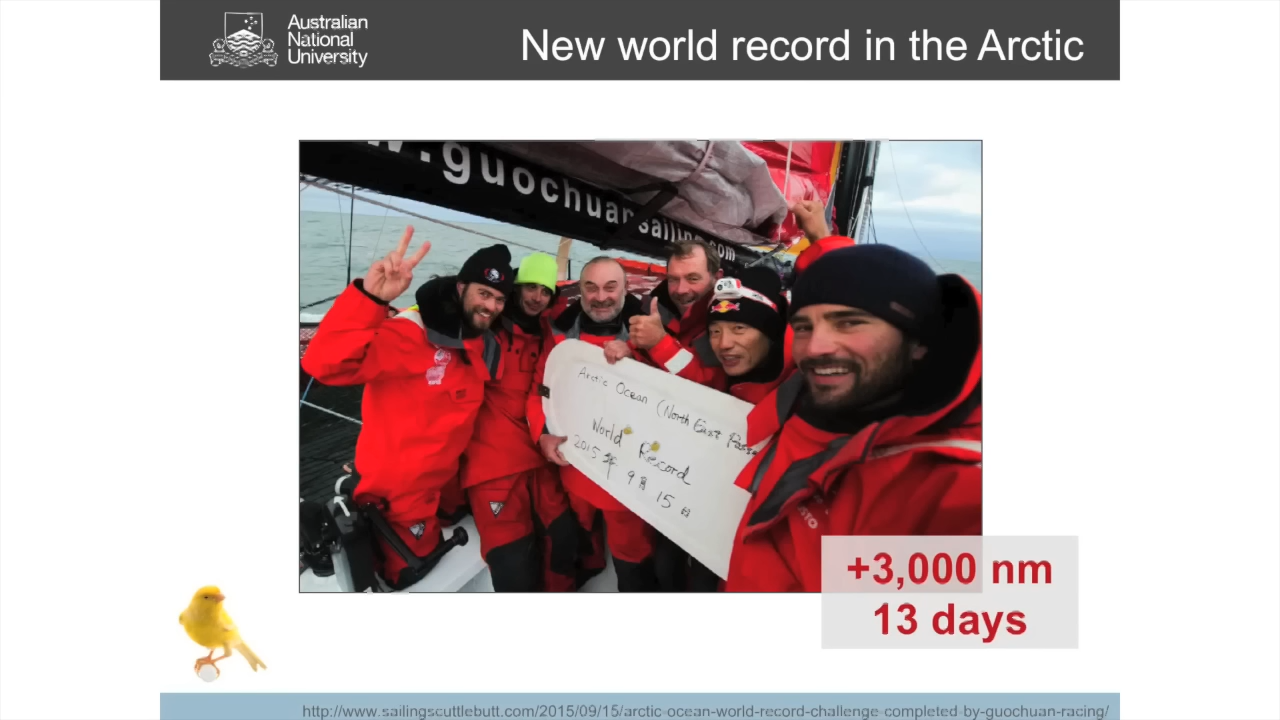 Australian
National
University
New world record in the Arctic
w.guochuansailing.com
Arctic Ocean (North East Passa
World Record
2015年 9月 15日
+3,000 nm
13 days
http://www.sailingscuttlebutt.com/2015/09/15/arctic-ocean-world-record-challenge-completed-by-guochuan-racing/